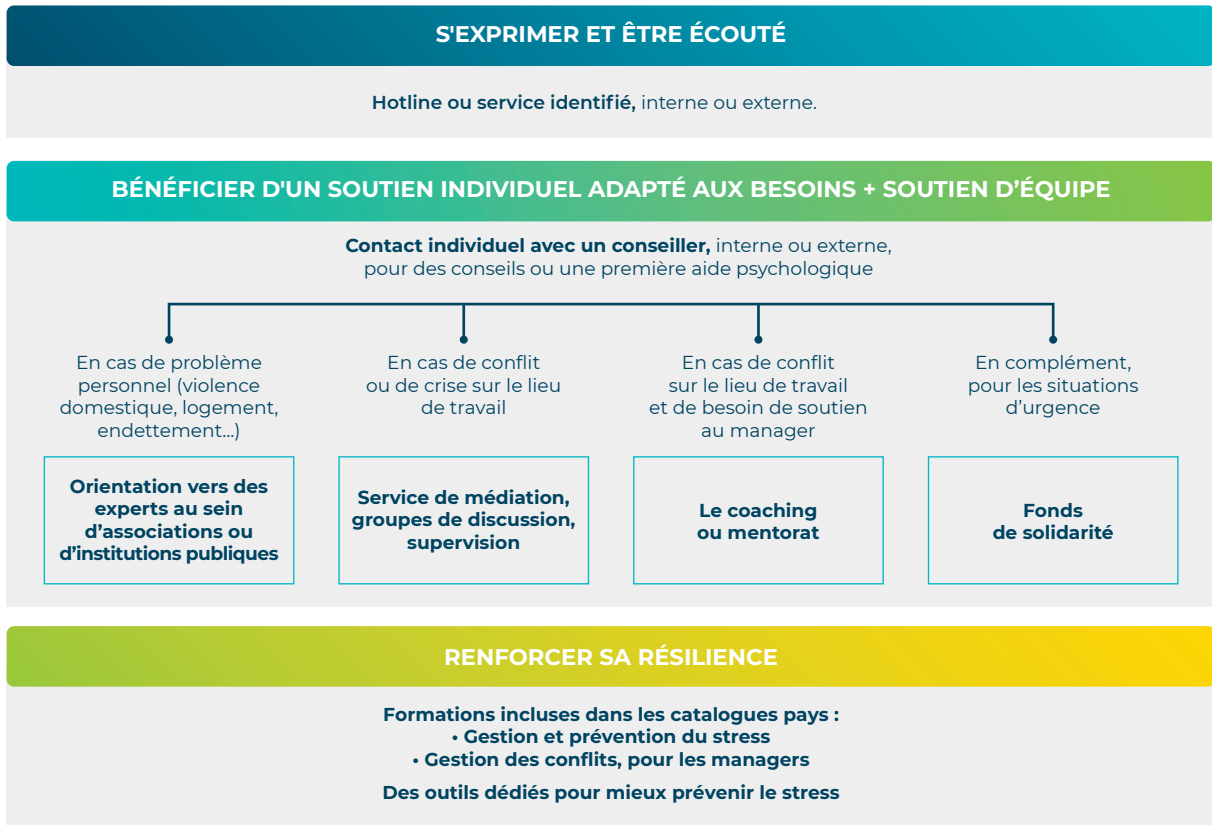 S'EXPRIMER ET ÊTRE ÉCOUTÉ
Hotline ou service identifié, interne ou externe.
BÉNÉFICIER D'UN SOUTIEN INDIVIDUEL ADAPTÉ AUX BESOINS + SOUTIEN D’ÉQUIPE
Contact individuel avec un conseiller, interne ou externe,
pour des conseils ou une première aide psychologique
En cas de problème
personnel (violence
domestique, logement,
endettement…)
Orientation vers des
experts au sein
d’associations ou
d’institutions publiques
En cas de conflit
ou de crise sur le lieu
de travail
Service de médiation,
groupes de discussion,
supervision
En cas de conflit
sur le lieu de travail
et de besoin de soutien
au manager
Le coaching
ou mentorat
En complément,
pour les situations
d’urgence
Fonds
de solidarité
RENFORCER SA RÉSILIENCE
Formations incluses dans les catalogues pays :
• Gestion et prévention du stress
• Gestion des conflits, pour les managers
Des outils dédiés pour mieux prévenir le stress